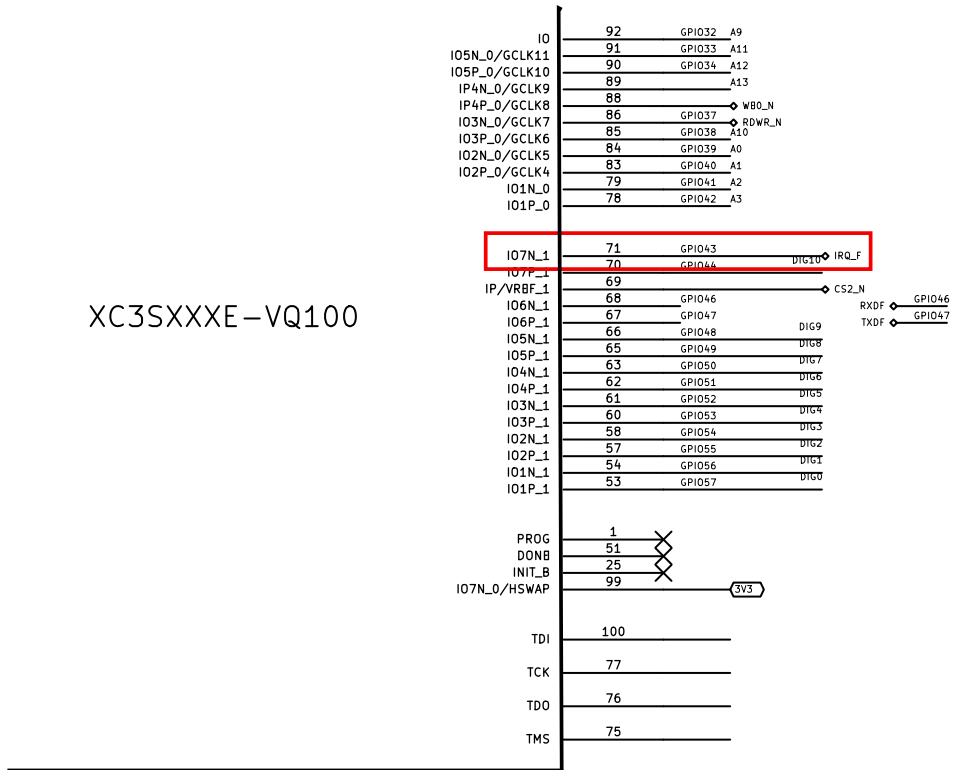 IO 92 GPIO32 A9
IO5N_0/GCLK11 91 GPIO33 A11
IO5P_0/GCLK10 90 GPIO34 A12
IP4N_0/GCLK9 89 A13
IP4P_0/GCLK8 88 WBO_N
IO3N_0/GCLK7 86 GPIO37 RDWR_N
IO3P_0/GCLK6 85 GPIO38 A10
IO2N_0/GCLK5 84 GPIO39 A0
IO2P_0/GCLK4 83 GPIO40 A1
IO1N_0 79 GPIO41 A2
IO1P_0 78 GPIO42 A3
IO7N_1 71 GPIO43 IRQ_F
IO7P_1 70 GPIO44 DIG10
IP/VRBF_1 69 CS2_N
IO6N_1 68 GPIO46 RXDF GPIO46
IO6P_1 67 GPIO47 TXDF GPIO47
XC3SXXXE-VQ100
IO5N_1 66 GPIO48 DIG9
IO5P_1 65 GPIO49 DIG8
IO4N_1 63 GPIO50 DIG7
IO4P_1 62 GPIO51 DIG6
IO3N_1 61 GPIO52 DIG5
IO3P_1 60 GPIO53 DIG4
IO2N_1 58 GPIO54 DIG3
IO2P_1 57 GPIO55 DIG2
IO1N_1 54 GPIO56 DIG1
IO1P_1 53 GPIO57 DIG0
PROG 1
DONB 51
INIT_B 25
IO7N_0/HSWAP 99 3V3
TDI 100
TCK 77
TDO 76
TMS 75